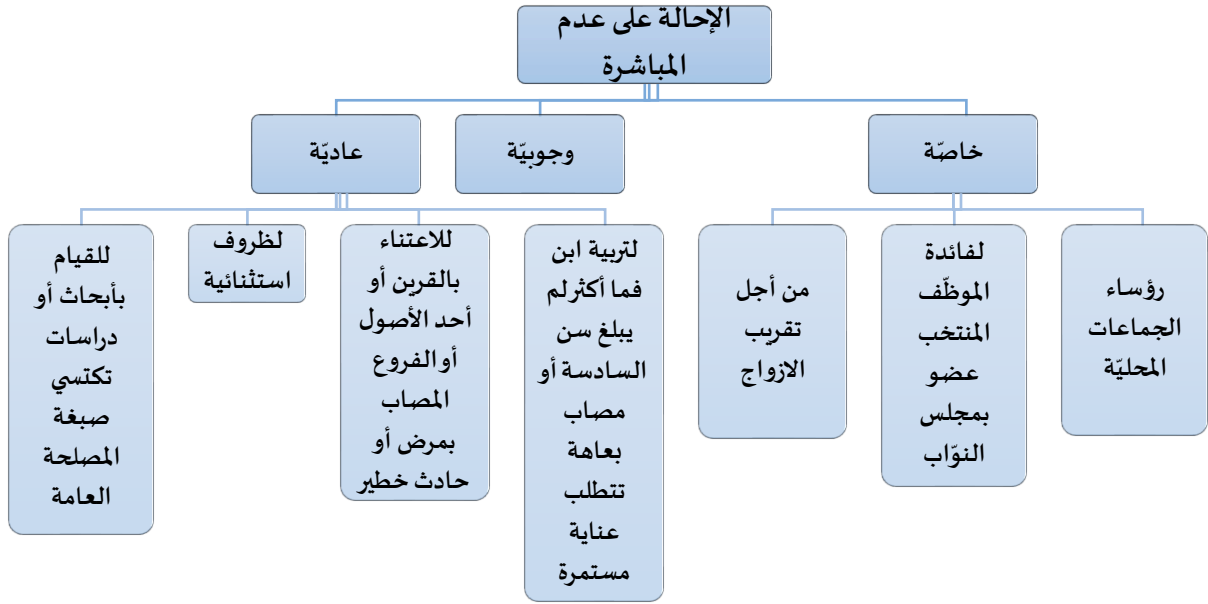 الإحالة على عدم
المباشرة
خاصّة
وجوبيّة
عاديّة
رؤساء
الجماعات
المحليّة
لفائدة
الموظّف
المنتخب
عضو
بمجلس
النوّاب
من أجل
تقريب
الازواج
لتربية ابن
فما أكثر لم
يبلغ سن
السادسة أو
مصاب
بعاهة
تتطلب
عناية
مستمرة
للاعتناء
بالقرين أو
أحد الأصول
أو الفروع
المصاب
بمرض أو
حادث خطير
لظروف
استثنائية
للقيام
بأبحاث أو
دراسات
تكتسي
صبغة
المصلحة
العامة